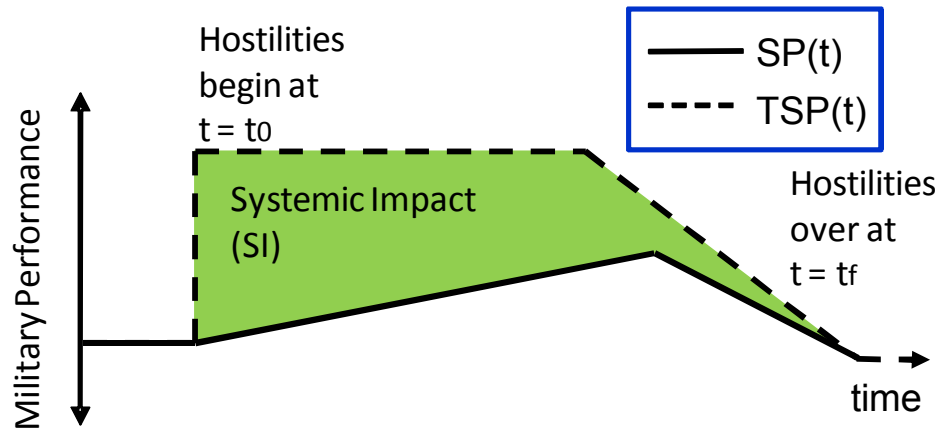 Hostilities
begin at
t = t0
SP(t)
TSP(t)
Military Performance
Systemic Impact
(SI)
Hostilities
over at
t = tf
time